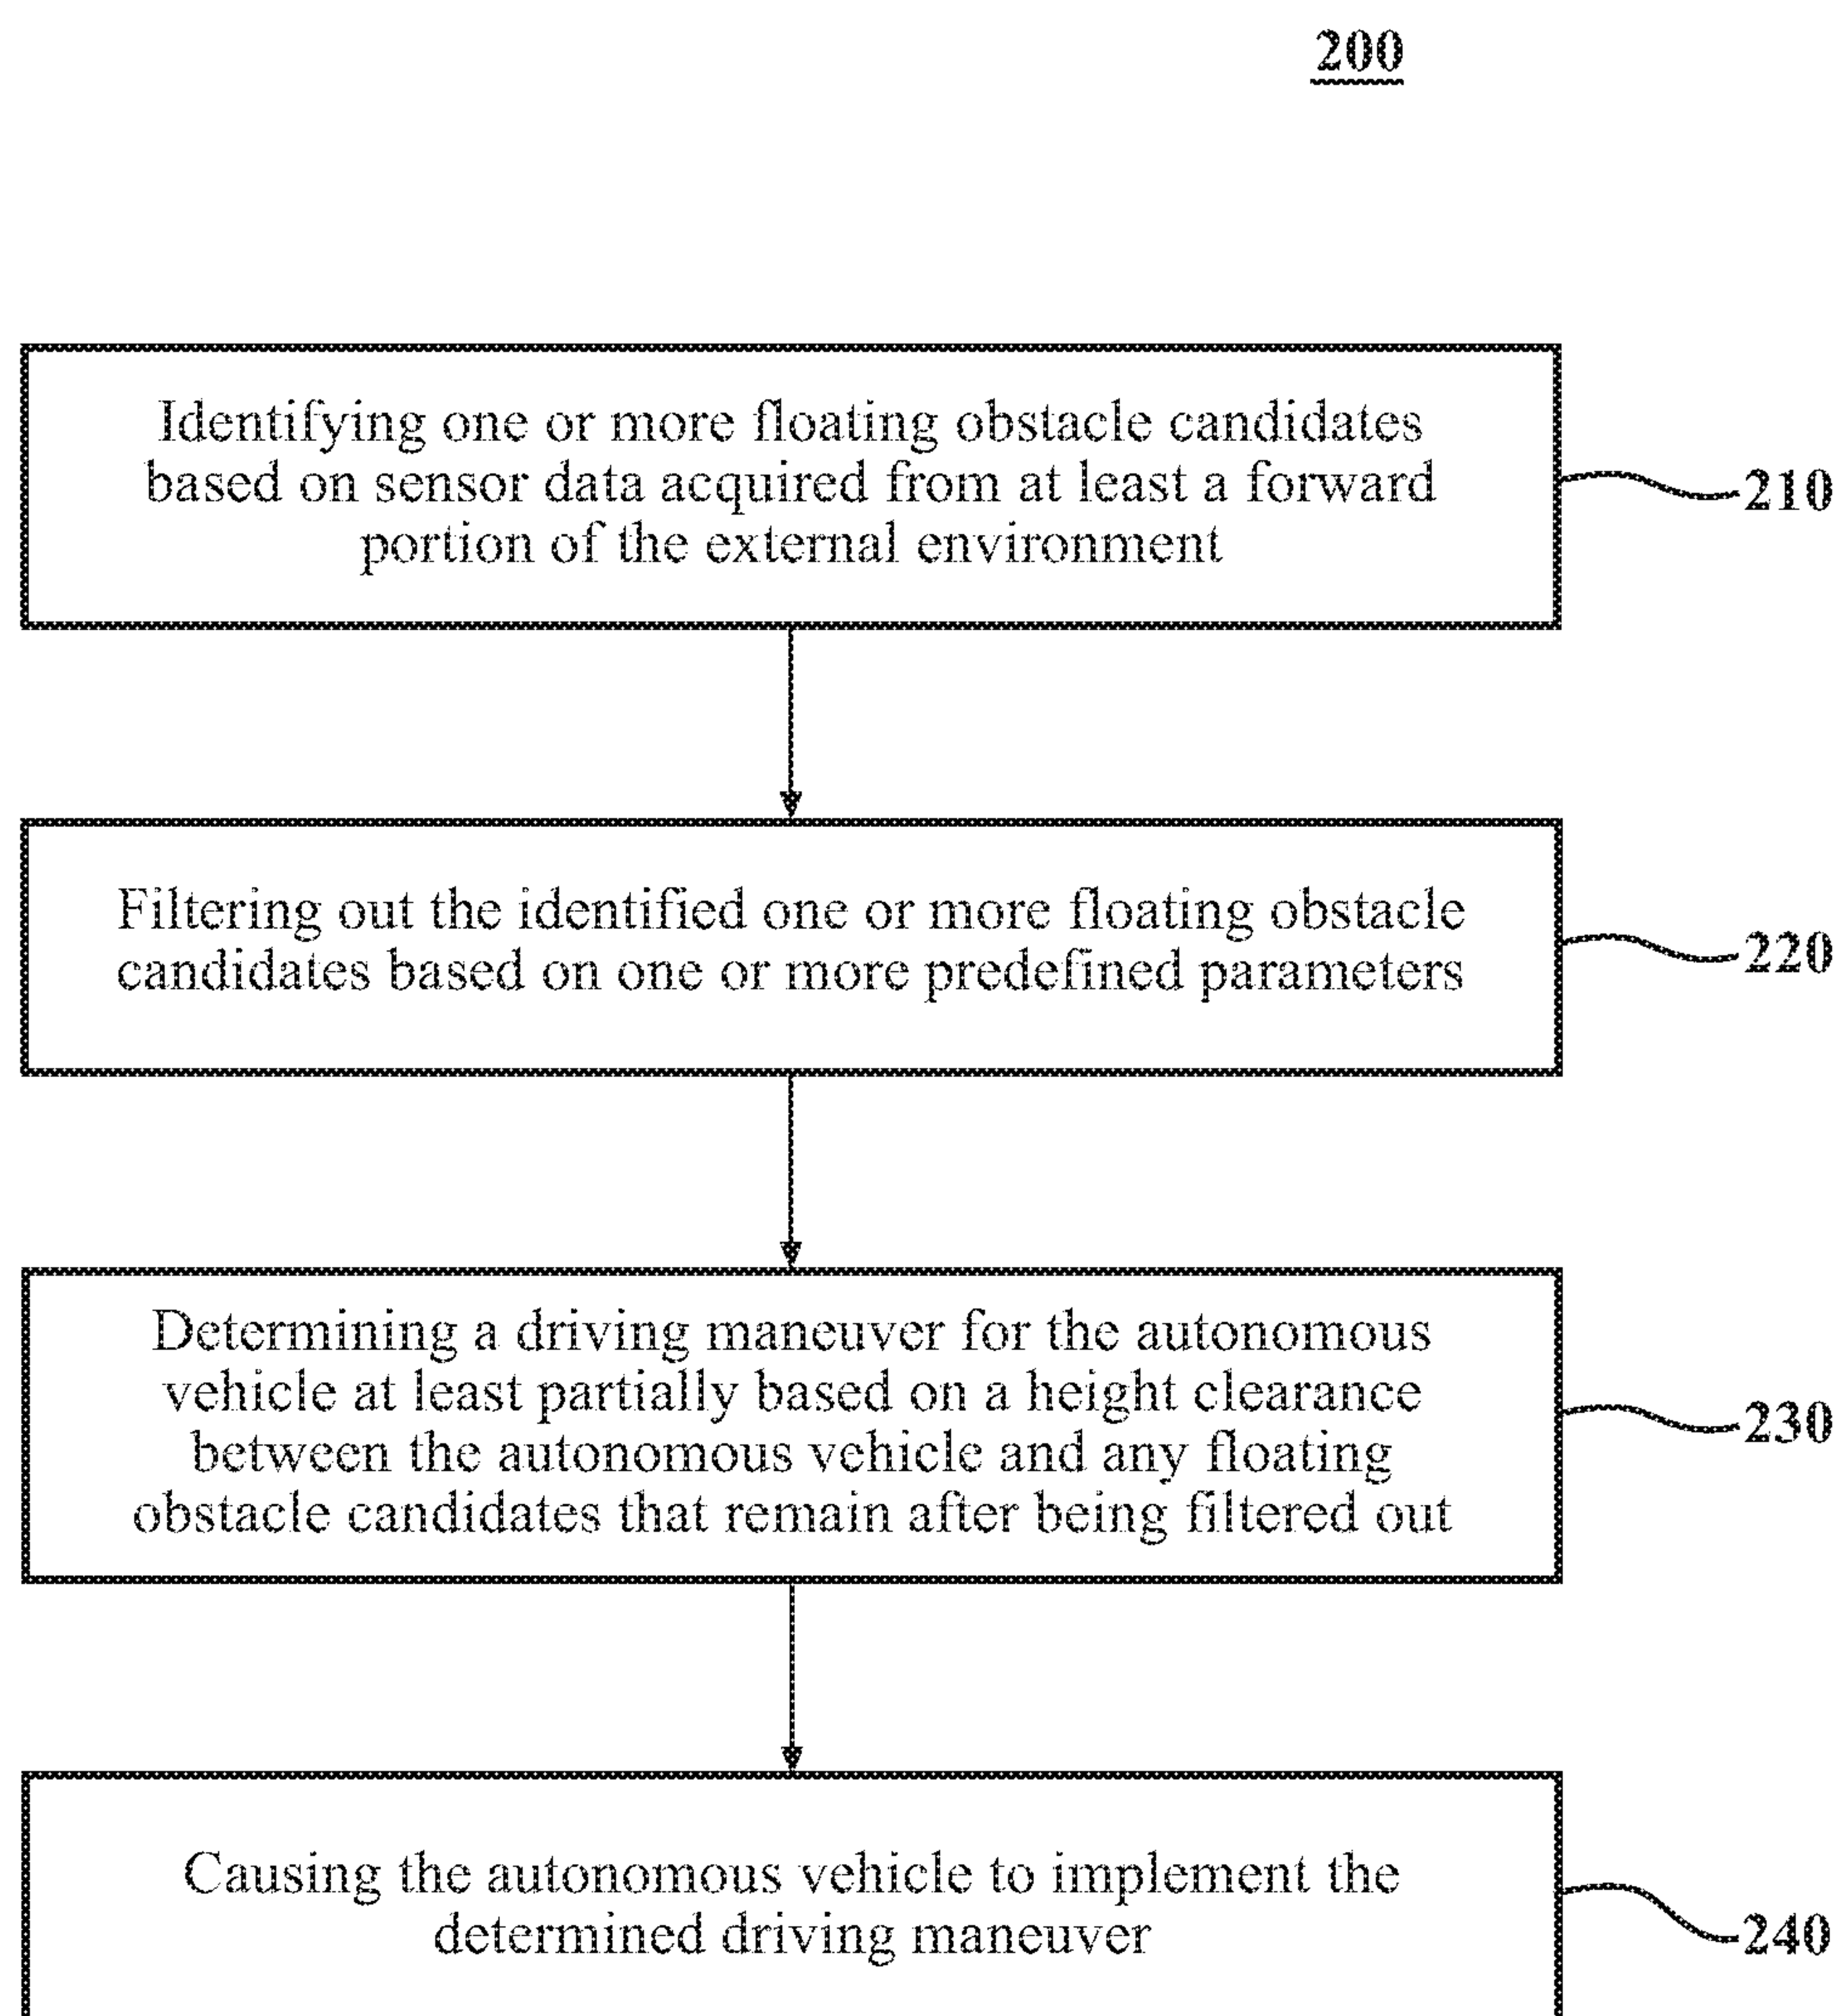 200
Identifying one or more floating obstacle candidates
based on sensor data acquired from at least a forward
portion of the external environment
210
Filtering out the identified one or more floating obstacle
candidates based on one or more predefined parameters
220
Determining a driving maneuver for the autonomous
vehicle at least partially based on a height clearance
between the autonomous vehicle and any floating
obstacle candidates that remain after being filtered out
230
Causing the autonomous vehicle to implement the
determined driving maneuver
240